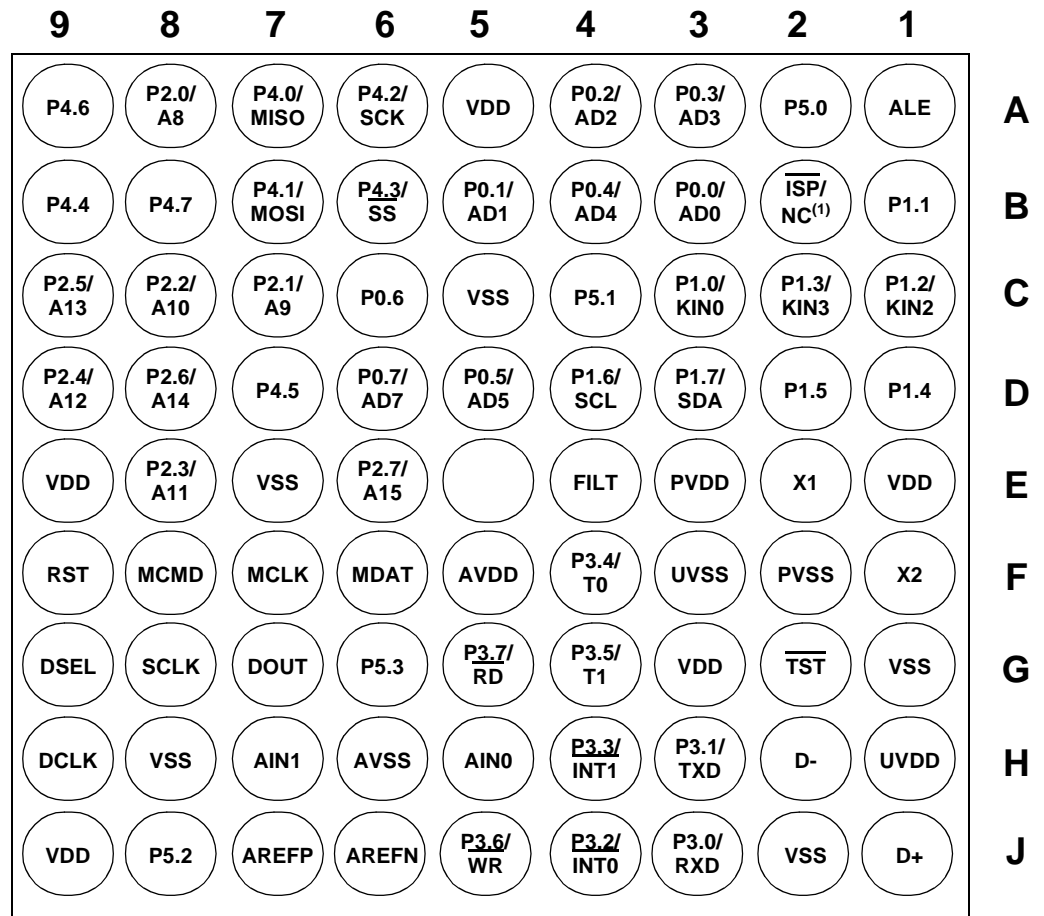 9 8 7 6 5 4 3 2 1
P4.6 P2.0/ A8 P4.0/ MISO P4.2/ SCK VDD P0.2/ AD2 P0.3/ AD3 P5.0 ALE A
P4.4 P4.7 P4.1/ MOSI P4.3/ SS P0.1/ AD1 P0.4/ AD4 P0.0/ AD0 ISP/ NC(1) P1.1 B
P2.5/ A13 P2.2/ A10 P2.1/ A9 P0.6 VSS P5.1 P1.0/ KIN0 P1.3/ KIN3 P1.2/ KIN2 C
P2.4/ A12 P2.6/ A14 P4.5 P0.7/ AD7 P0.5/ AD5 P1.6/ SCL P1.7/ SDA P1.5 P1.4 D
VDD P2.3/ A11 VSS P2.7/ A15 FILT PVDD X1 VDD E
RST MCMD MCLK MDAT AVDD P3.4/ T0 UVSS PVSS X2 F
DSEL SCLK DOUT P5.3 P3.7/ RD P3.5/ T1 VDD TST VSS G
DCLK VSS AIN1 AVSS AIN0 P3.3/ INT1 P3.1/ TXD D- UVDD H
VDD P5.2 AREFP AREFN P3.6/ WR P3.2/ INT0 P3.0/ RXD VSS D+ J